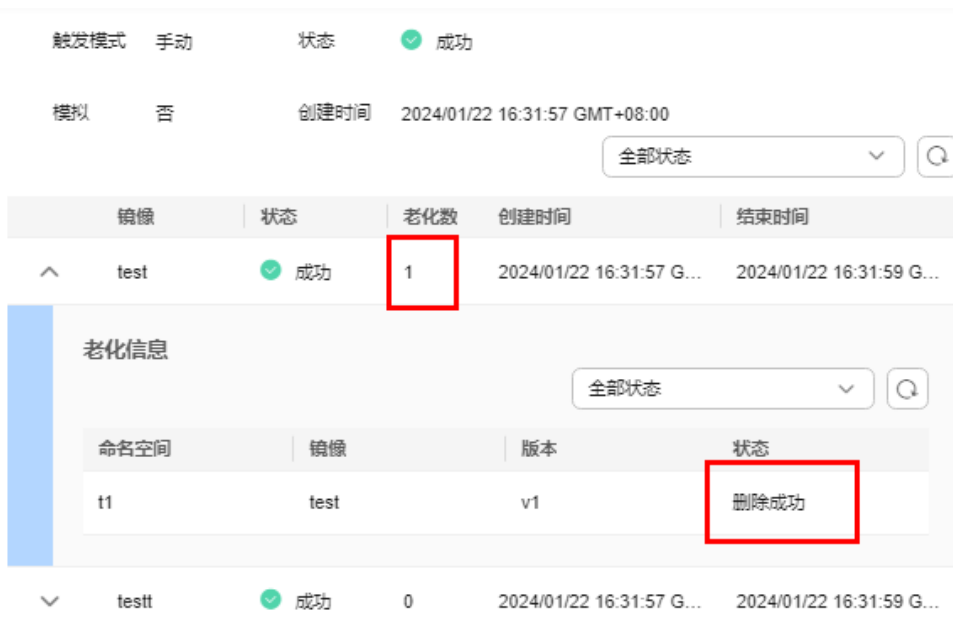 触发模式 手动 状态 成功
模拟 否 创建时间 2024/01/22 16:31:57 GMT+08:00
全部状态
镜像 状态 老化数 创建时间 结束时间
test 成功 1 2024/01/22 16:31:57 G... 2024/01/22 16:31:59 G...
老化信息
全部状态
命名空间 镜像 版本 状态
t1 test v1 删除成功
testt 成功 0 2024/01/22 16:31:57 G... 2024/01/22 16:31:59 G...